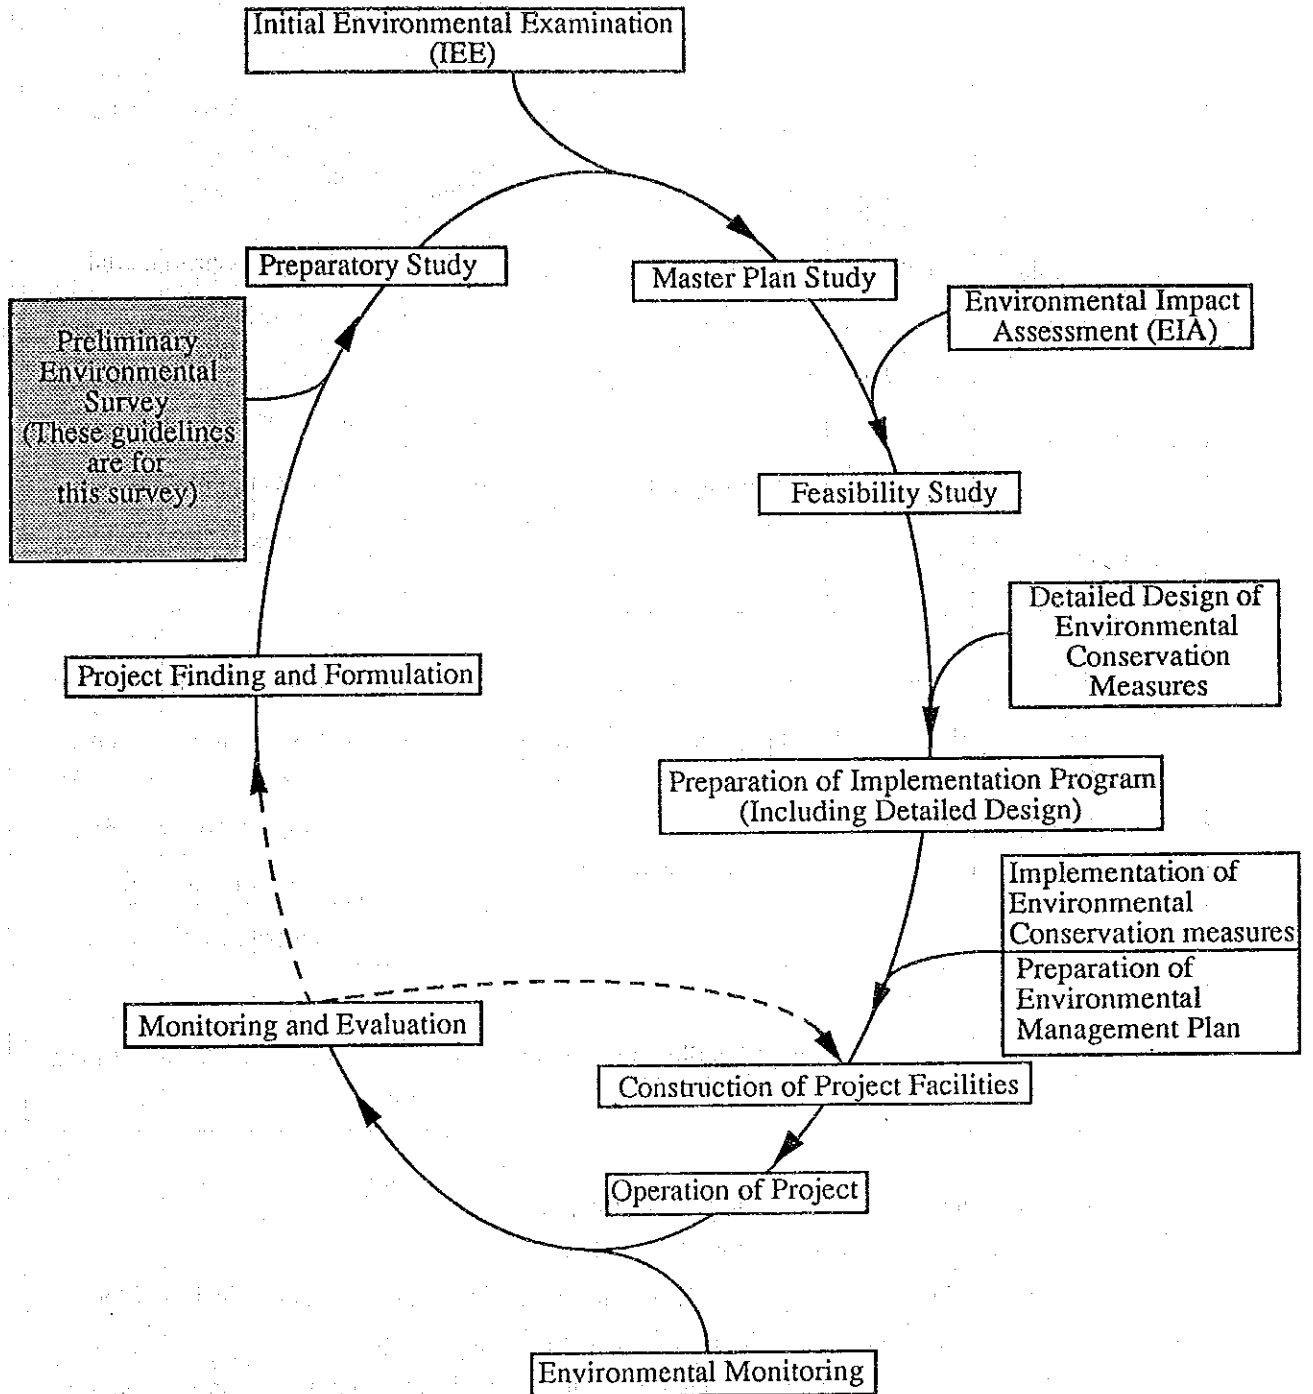 Initial Environmental Examination
(IEE)
Preparatory Study
Master Plan Study
Preliminary
Environmental
Survey
(These guidelines
are for
this survey)
Environmental Impact
Assessment (EIA)
Feasibility Study
Detailed Design of
Environmental
Conservation
Measures
Project Finding and Formulation
Preparation of Implementation Program
(Including Detailed Design)
Implementation of
Environmental
Conservation measures
Preparation of
Environmental
Management Plan
Monitoring and Evaluation
Construction of Project Facilities
Operation of Project
Environmental Monitoring